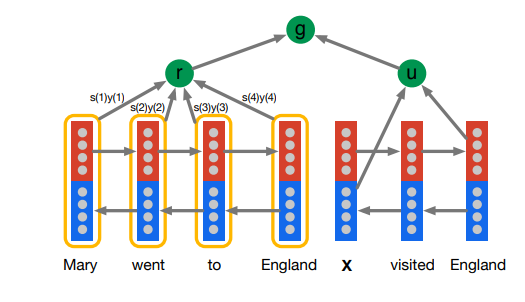 g
r
u
s(1)y(1)
s(2)y(2)
s(3)y(3)
s(4)y(4)
Mary went to England X visited England